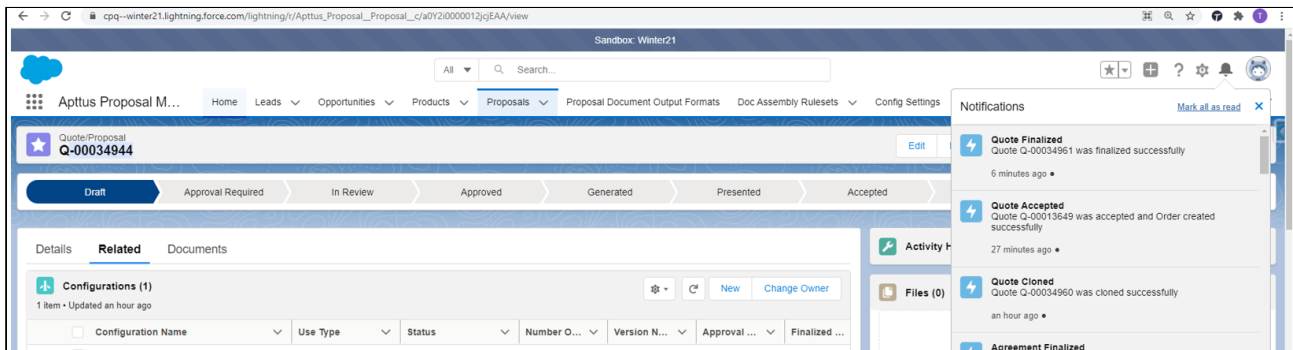 cpq--winter21.lightning.force.com/lightning/r/Apttus_Proposal__Proposal__c/a0Y2i0000012jcjEAA/view
T
Sandbox: Winter21
All
Search...
Apttus Proposal M...
Home
Leads
Opportunities
Products
Proposals
Proposal Document Output Formats
Doc Assembly Rulesets
Config Settings
Notifications
Mark all as read
Quote/Proposal
Q-00034944
Edit
Draft
Approval Required
In Review
Approved
Generated
Presented
Accepted
Quote Finalized
Quote Q-00034961 was finalized successfully
6 minutes ago •
Quote Accepted
Quote Q-00013649 was accepted and Order created
successfully
27 minutes ago •
Quote Cloned
Quote Q-00034960 was cloned successfully
an hour ago •
Agreement Finalized
Details
Related
Documents
Configurations (1)
1 item • Updated an hour ago
New
Change Owner
Configuration Name
Use Type
Status
Number O...
Version N...
Approval ...
Finalized ...
Activity H
Files (0)